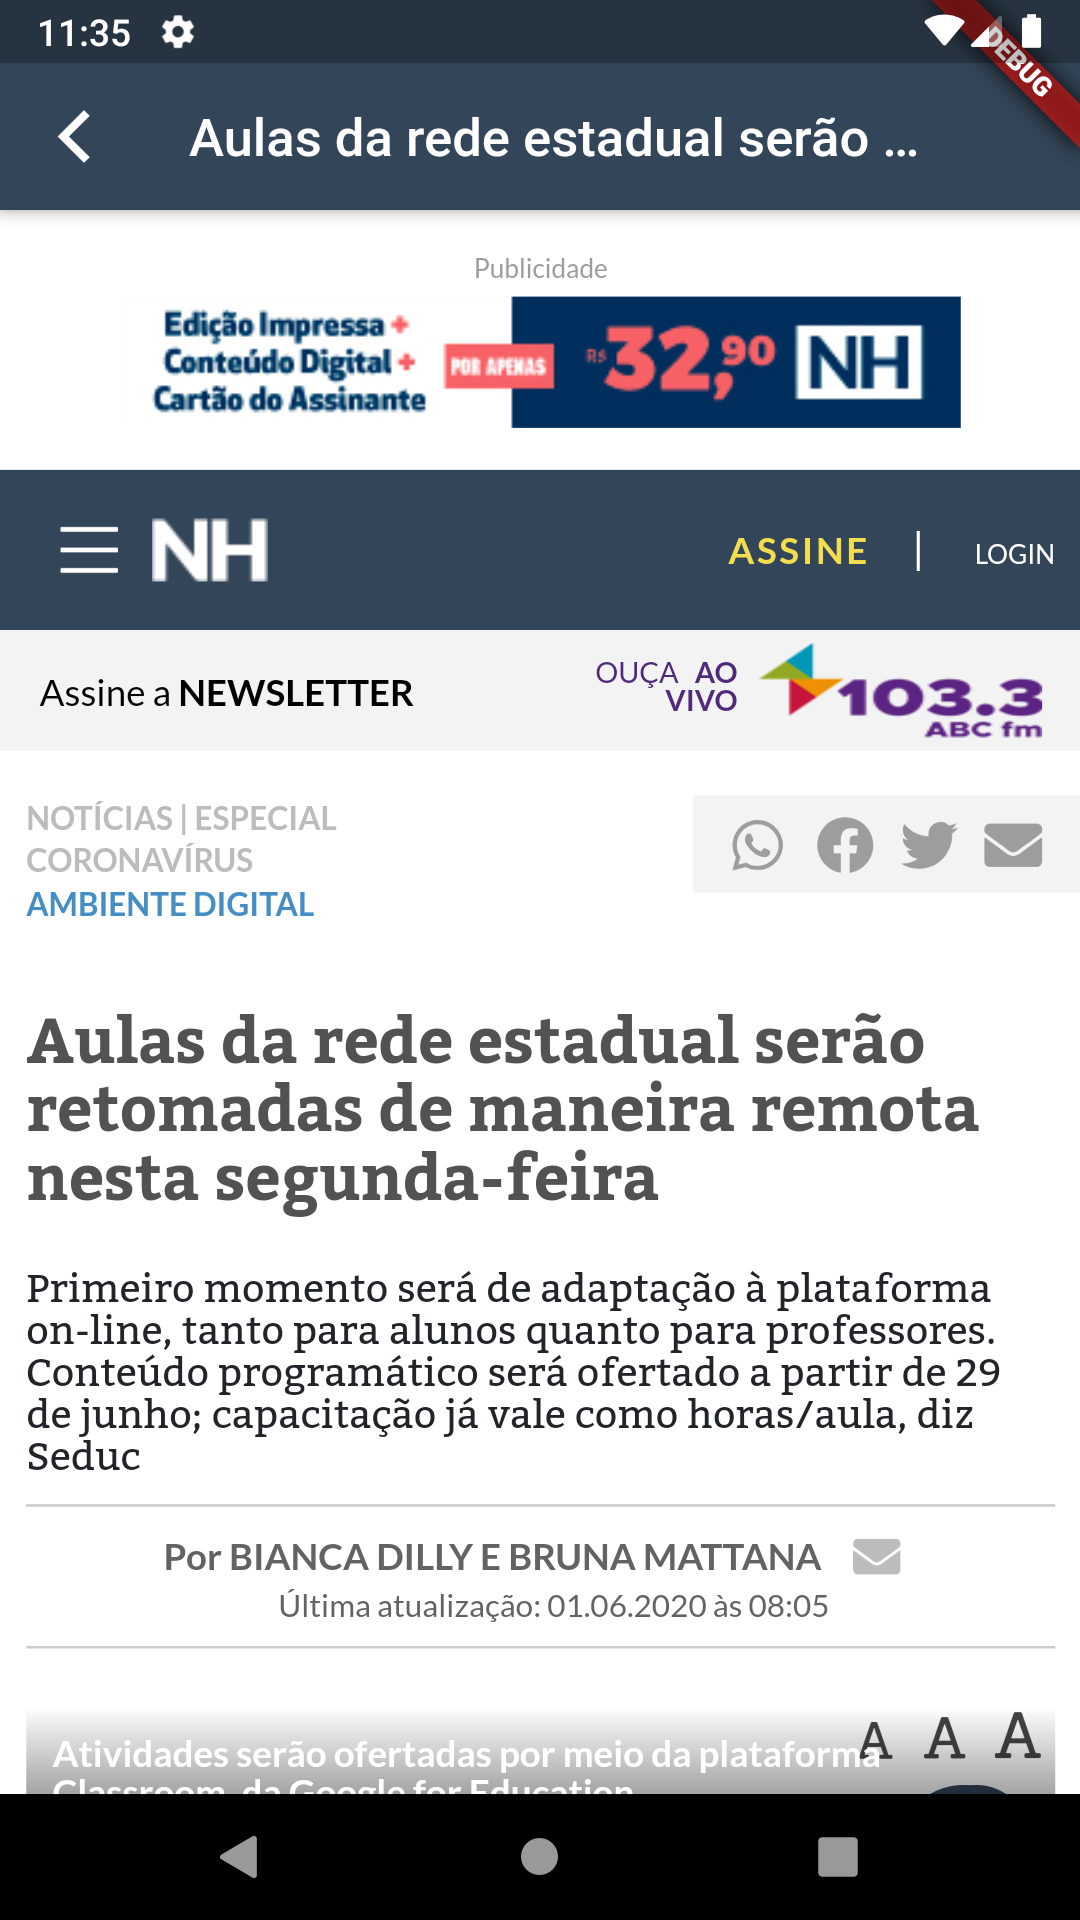 11:35
DEBUG
Aulas da rede estadual serão ...
Publicidade
Edição Impressa +
Conteúdo Digital +
Cartão do Assinante
POR APENAS
R$ 32,90
NH
NH
ASSINE | LOGIN
Assine a NEWSLETTER
OUÇA AO
VIVO
103.3
ABC fm
NOTÍCIAS | ESPECIAL
CORONAVÍRUS
AMBIENTE DIGITAL
Aulas da rede estadual serão
retomadas de maneira remota
nesta segunda-feira
Primeiro momento será de adaptação à plataforma
on-line, tanto para alunos quanto para professores.
Conteúdo programático será ofertado a partir de 29
de junho; capacitação já vale como horas/aula, diz
Seduc
Por BIANCA DILLY E BRUNA MATTANA
Última atualização: 01.06.2020 às 08:05
A A A
Atividades serão ofertadas por meio da plataforma
Classroom, da Google for Education